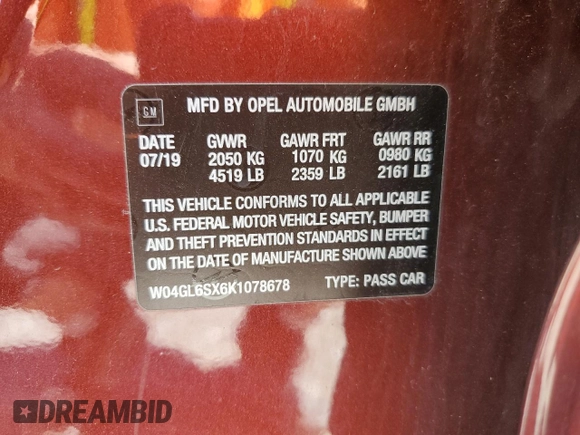 GM
MFD BY OPEL AUTOMOBILE GMBH
DATE GVWR GAWR FRT GAWR RR
07/19 2050 KG 1070 KG 0980 KG
4519 LB 2359 LB 2161 LB
THIS VEHICLE CONFORMS TO ALL APPLICABLE
U.S. FEDERAL MOTOR VEHICLE SAFETY, BUMPER
AND THEFT PREVENTION STANDARDS IN EFFECT
ON THE DATE OF MANUFACTURE SHOWN ABOVE
W04GL6SX6K1078678 TYPE: PASS CAR
DREAMBID